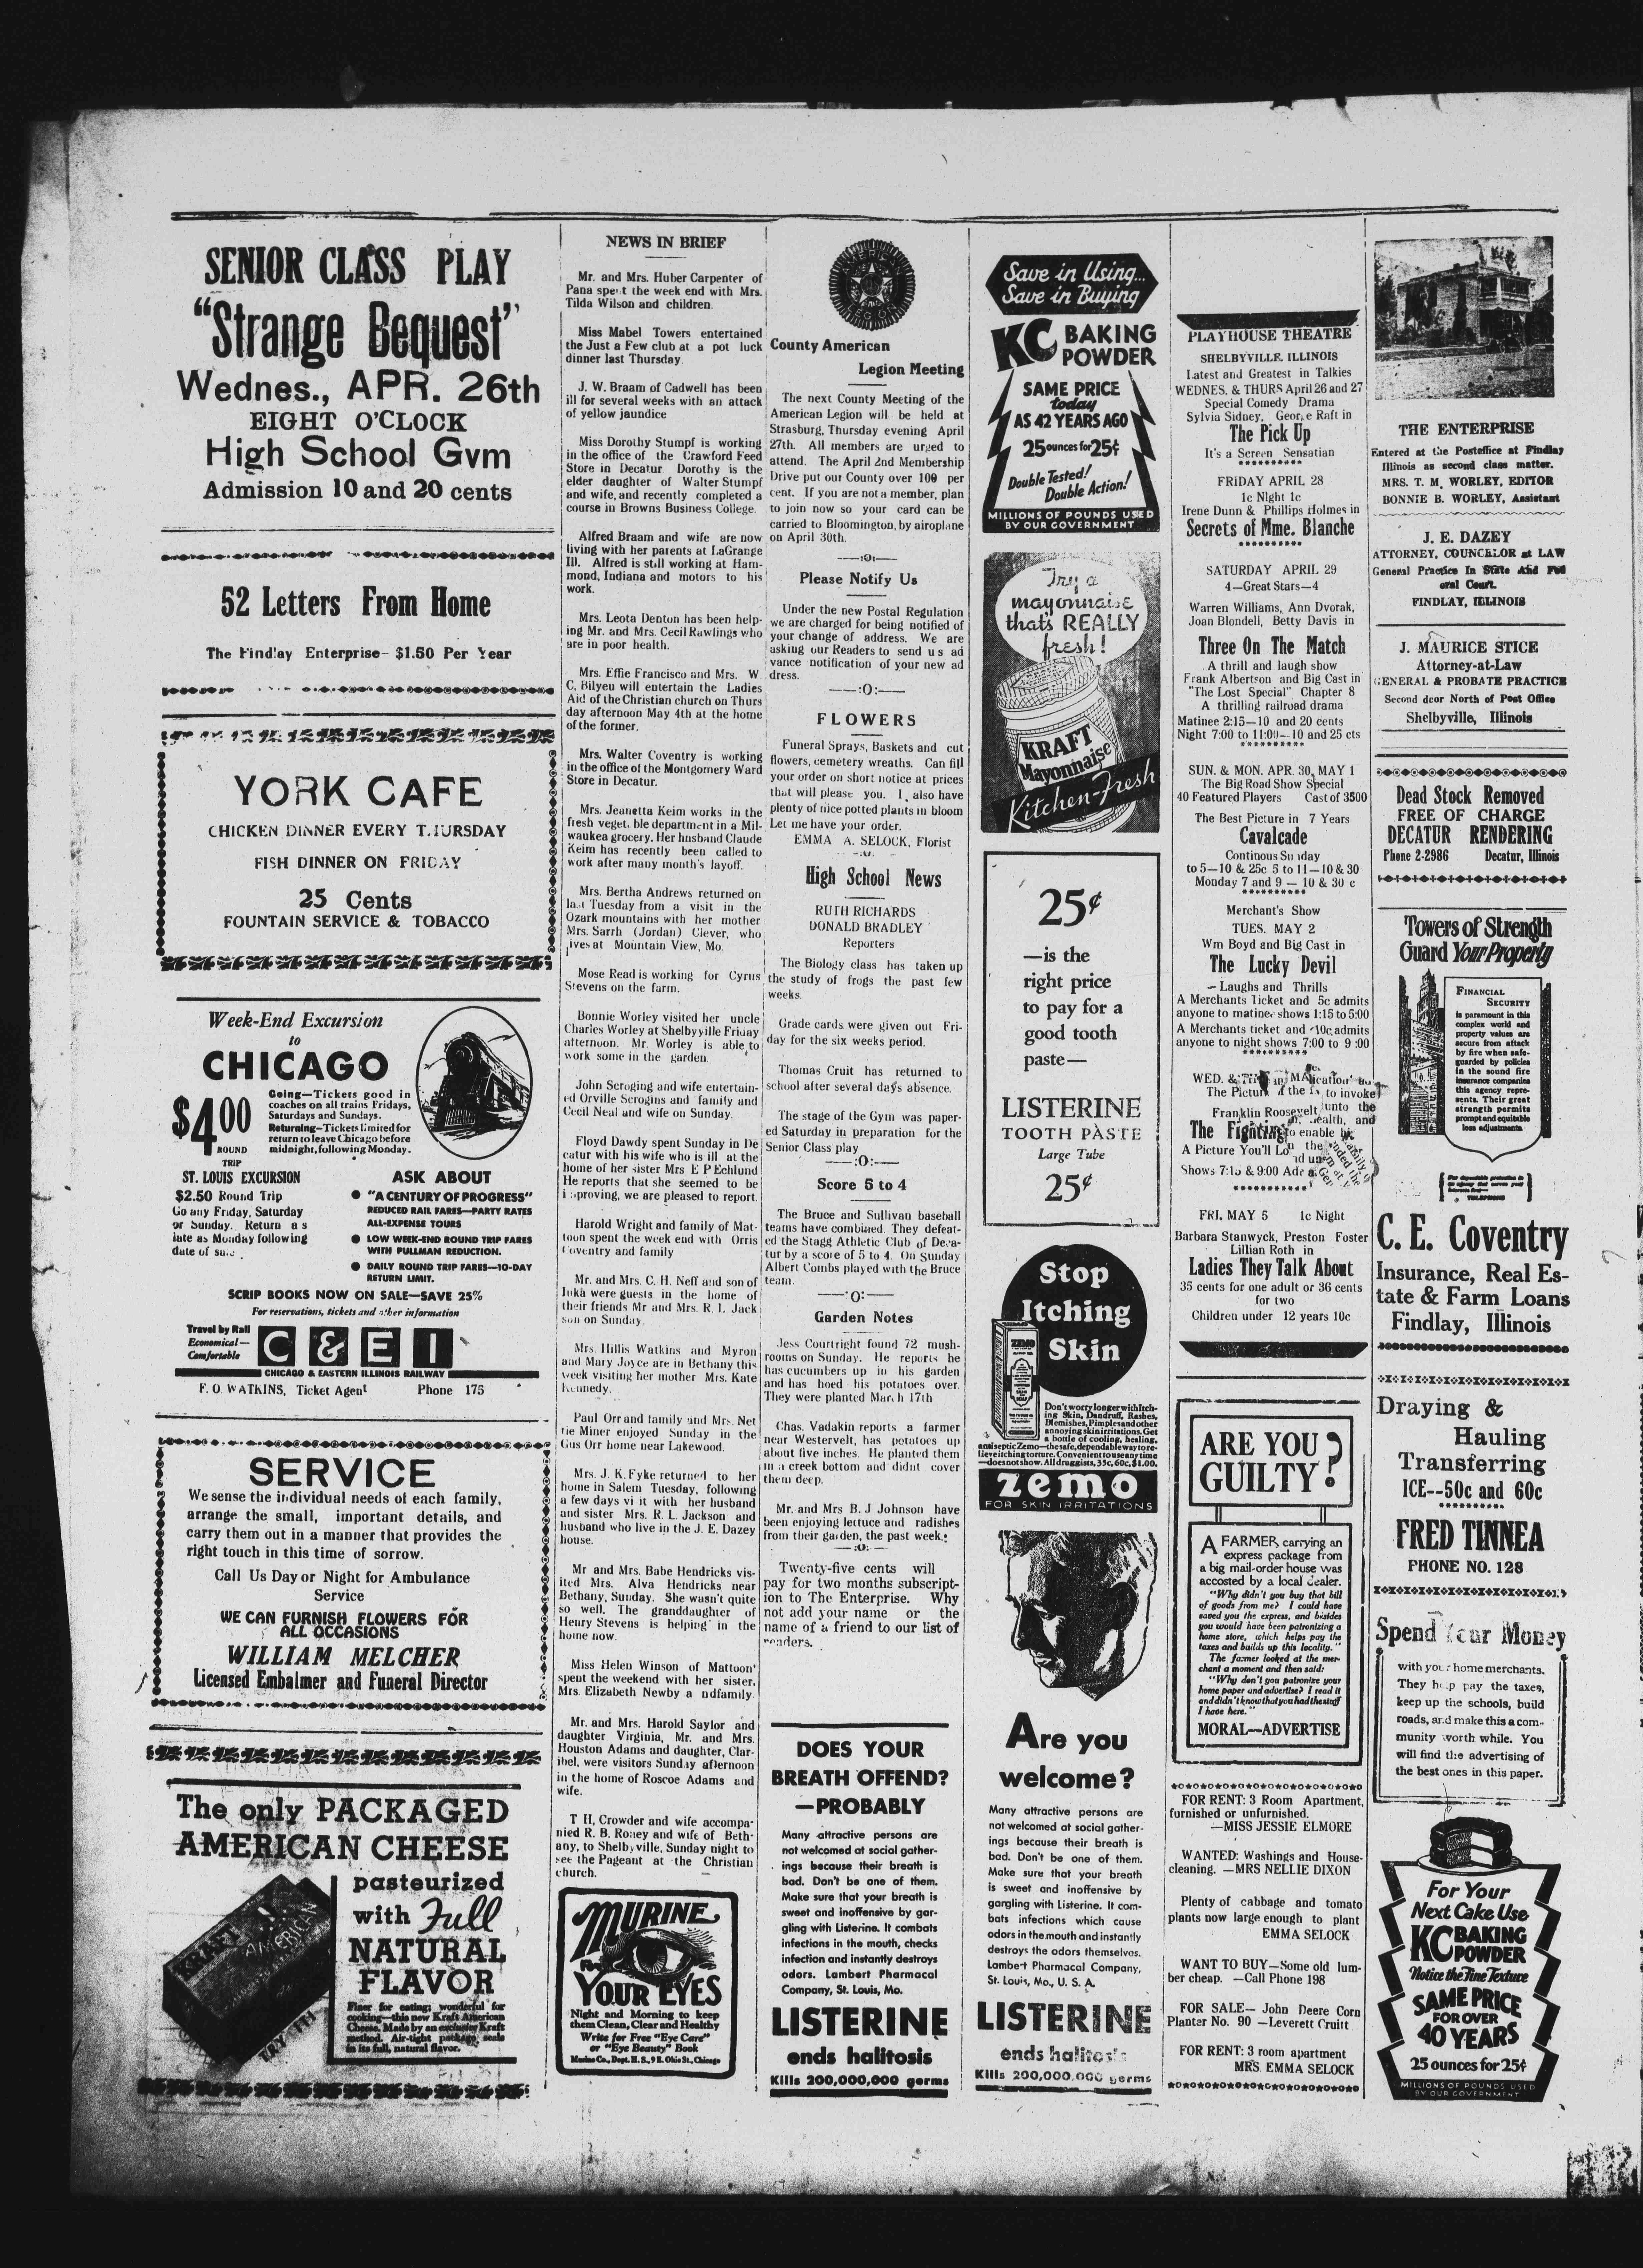 SENIOR CLASS PLAY
"Strange Bequest"
Wednes., APR. 26th
EIGHT O'CLOCK
High School Gvm
Admission 10 and 20 cents
52 Letters From Home
The Findlay Enterprise- $1.50 Per Year
YORK CAFE
CHICKEN DINNER EVERY THURSDAY
FISH DINNER ON FRIDAY
25 Cents
FOUNTAIN SERVICE & TOBACCO
Week-End Excursion
to
CHICAGO
$4.00
ROUND
TRIP
Going—Tickets good in
coaches on all trains Fridays,
Saturdays and Sundays.
Returning—Tickets limited for
return to leave Chicago before
midnight, following Monday.
ST. LOUIS EXCURSION
$2.50 Round Trip
Go any Friday, Saturday
or Sunday. Return as
late as Monday following
date of
ASK ABOUT
"A CENTURY OF PROGRESS"
REDUCED RAIL FARES—PARTY RATES
ALL-EXPENSE TOURS
LOW WEEK-END ROUND TRIP FARES
WITH PULLMAN REDUCTION.
DAILY ROUND TRIP FARES—10-DAY
RETURN LIMIT.
SCRIP BOOKS NOW ON SALE—SAVE 25%
For reservations, tickets and other information
Travel by Rail
Economical—
Comfortable
C & E I
CHICAGO & EASTERN ILLINOIS RAILWAY
F. O. WATKINS, Ticket Agent Phone 175
SERVICE
We sense the individual needs of each family,
arrange the small, important details, and
carry them out in a manner that provides the
right touch in this time of sorrow.
Call Us Day or Night for Ambulance
Service
WE CAN FURNISH FLOWERS FOR
ALL OCCASIONS
WILLIAM MELCHER
Licensed Embalmer and Funeral Director
The only PACKAGED
AMERICAN CHEESE
pasteurized
with Full
NATURAL
FLAVOR
Finer for eating; wonderful for
cooking—this new Kraft American
Cheese. Made by an exclusive Kraft
method. Air-tight package seals
in its full, natural flavor.
KRAFT
AMERICAN
NEWS IN BRIEF
Mr. and Mrs. Huber Carpenter of
Pana spent the week end with Mrs.
Tilda Wilson and children.
Miss Mabel Towers entertained
the Just a Few club at a pot luck
dinner last Thursday.
J. W. Braam of Cadwell has been
ill for several weeks with an attack
of yellow jaundice
Miss Dorothy Stumpf is working
in the office of the Crawford Feed
Store in Decatur Dorothy is the
elder daughter of Walter Stumpf
and wife, and recently completed a
course in Browns Business College.
Alfred Braam and wife are now
living with her parents at LaGrange
Ill. Alfred is still working at Ham-
mond, Indiana and motors to his
work.
Mrs. Leota Denton has been help-
ing Mr. and Mrs. Cecil Rawlings who
are in poor health.
Mrs. Effie Francisco and Mrs. W.
C. Bilyeu will entertain the Ladies
Aid of the Christian church on Thurs
day afternoon May 4th at the home
of the former.
Mrs. Walter Coventry is working
in the office of the Montgomery Ward
Store in Decatur.
Mrs. Jeanetta Keim works in the
fresh veget. ble department in a Mil-
waukea grocery. Her husband Claude
Keim has recently been called to
work after many month's layoff.
Mrs. Bertha Andrews returned on
last Tuesday from a visit in the
Ozark mountains with her mother
Mrs. Sarrh (Jordan) Clever, who
lives at Mountain View, Mo.
Mose Read is working for Cyrus
Stevens on the farm.
Bonnie Worley visited her uncle
Charles Worley at Shelbyville Friday
afternoon. Mr. Worley is able to
work some in the garden.
John Scroging and wife entertain-
ed Orville Scrogins and family and
Cecil Neal and wife on Sunday.
Floyd Dawdy spent Sunday in De
catur with his wife who is ill at the
home of her sister Mrs E P Echlund
He reports that she seemed to be
improving, we are pleased to report.
Harold Wright and family of Mat-
toon spent the week end with Orris
Coventry and family
Mr. and Mrs. C. H. Neff and son of
Inka were guests in the home of
their friends Mr and Mrs. R. L. Jack
son on Sunday.
Mrs. Hillis Watkins and Myron
and Mary Joyce are in Bethany this
week visiting her mother Mrs. Kate
Kennedy.
Paul Orr and family and Mrs. Net
tie Miner enjoyed Sunday in the
Gus Orr home near Lakewood.
Mrs. J. K. Fyke returned to her
home in Salem Tuesday, following
a few days vi it with her husband
and sister Mrs. R. L. Jackson and
husband who live in the J. E. Dazey
house.
Mr and Mrs. Babe Hendricks vis-
ited Mrs. Alva Hendricks near
Bethany, Sunday. She wasn't quite
so well. The granddaughter of
Henry Stevens is helping in the
home now.
Miss Helen Winson of Mattoon
spent the weekend with her sister,
Mrs. Elizabeth Newby a ndfamily.
Mr. and Mrs. Harold Saylor and
daughter Virginia, Mr. and Mrs.
Houston Adams and daughter, Clar-
ibel, were visitors Sunday afternoon
in the home of Roscoe Adams and
wife.
T H, Crowder and wife accompa-
nied R. B. Roney and wife of Beth-
any, to Shelbyville, Sunday night to
see the Pageant at the Christian
church.
MURINE
For
YOUR EYES
Night and Morning to keep
them Clean, Clear and Healthy
Write for Free "Eye Care"
or "Eye Beauty" Book
Murine Co., Dept. H. S., 9 E. Ohio St., Chicago
County American
Legion Meeting
The next County Meeting of the
American Legion will be held at
Strasburg, Thursday evening April
27th. All members are urged to
attend. The April 2nd Membership
Drive put our County over 100 per
cent. If you are not a member, plan
to join now so your card can be
carried to Bloomington, by airoplane
on April 30th.
—:O:—
Please Notify Us
Under the new Postal Regulation
we are charged for being notified of
your change of address. We are
asking our Readers to send us ad
vance notification of your new ad
dress.
—:O:—
FLOWERS
Funeral Sprays, Baskets and cut
flowers, cemetery wreaths. Can fill
your order on short notice at prices
that will please you. I also have
plenty of nice potted plants in bloom
Let me have your order.
EMMA A. SELOCK, Florist
High School News
RUTH RICHARDS
DONALD BRADLEY
Reporters
The Biology class has taken up
the study of frogs the past few
weeks.
Grade cards were given out Fri-
day for the six weeks period.
Thomas Cruit has returned to
school after several days absence.
The stage of the Gym was paper-
ed Saturday in preparation for the
Senior Class play
—:O:—
Score 5 to 4
The Bruce and Sullivan baseball
teams have combined. They defeat-
ed the Stagg Athletic Club of Deca-
tur by a score of 5 to 4. On Sunday
Albert Combs played with the Bruce
team.
—:O:—
Garden Notes
Jess Courtright found 72 mush-
rooms on Sunday. He reports he
has cucumbers up in his garden
and has hoed his potatoes over.
They were planted March 17th
Chas. Vadakin reports a farmer
near Westervelt, has potatoes up
about five inches. He planted them
in a creek bottom and didnt cover
them deep.
Mr. and Mrs B. J Johnson have
been enjoying lettuce and radishes
from their garden, the past week.
—:O:—
Twenty-five cents will
pay for two months subscript-
ion to The Enterprise. Why
not add your name or the
name of a friend to our list of
readers.
DOES YOUR
BREATH OFFEND?
—PROBABLY
Many attractive persons are
not welcomed at social gather-
ings because their breath is
bad. Don't be one of them.
Make sure that your breath is
sweet and inoffensive by gar-
gling with Listerine. It combats
infections in the mouth, checks
infection and instantly destroys
odors. Lambert Pharmacal
Company, St. Louis, Mo.
LISTERINE
ends halitosis
Kills 200,000,000 germs
Save in Using...
Save in Buying
KC BAKING
POWDER
SAME PRICE
today
AS 42 YEARS AGO
25 ounces for 25¢
Double Tested!
Double Action!
MILLIONS OF POUNDS USED
BY OUR GOVERNMENT
Try a
mayonnaise
that's REALLY
fresh!
KRAFT
Mayonnaise
Kitchen-Fresh
25¢
—is the
right price
to pay for a
good tooth
paste—
LISTERINE
TOOTH PASTE
Large Tube
25¢
Stop
Itching
Skin
ZEMO
Don't worry longer with Itch-
ing Skin, Dandruff, Rashes,
Blemishes, Pimples and other
annoying skin irritations. Get
a bottle of cooling, healing,
antiseptic Zemo—the safe, dependable way to re-
lieve itching torture. Convenient to use any time
—does not show. All druggists, 35c, 60c, $1.00.
zemo
FOR SKIN IRRITATIONS
Are you
welcome?
Many attractive persons are
not welcomed at social gather-
ings because their breath is
bad. Don't be one of them.
Make sure that your breath
is sweet and inoffensive by
gargling with Listerine. It com-
bats infections which cause
odors in the mouth and instantly
destroys the odors themselves.
Lambert Pharmacal Company,
St. Louis, Mo., U. S. A.
LISTERINE
ends halitosis
Kills 200,000,000 germs
PLAYHOUSE THEATRE
SHELBYVILLE, ILLINOIS
Latest and Greatest in Talkies
WEDNES. & THURS April 26 and 27
Special Comedy Drama
Sylvia Sidney, George Raft in
The Pick Up
It's a Screen Sensatian
**********
FRIDAY APRIL 28
1c Night 1c
Irene Dunn & Phillips Holmes in
Secrets of Mme. Blanche
**********
SATURDAY APRIL 29
4—Great Stars—4
Warren Williams, Ann Dvorak,
Joan Blondell, Betty Davis in
Three On The Match
A thrill and laugh show
Frank Albertson and Big Cast in
"The Lost Special" Chapter 8
A thrilling railroad drama
Matinee 2:15—10 and 20 cents
Night 7:00 to 11:00—10 and 25 cts
**********
SUN. & MON. APR. 30, MAY 1
The Big Road Show Special
40 Featured Players Cast of 3500
The Best Picture in 7 Years
Cavalcade
Continous Sunday
to 5—10 & 25c 5 to 11—10 & 30
Monday 7 and 9 — 10 & 30 c
**********
Merchant's Show
TUES. MAY 2
Wm Boyd and Big Cast in
The Lucky Devil
—Laughs and Thrills
A Merchants ticket and 5c admits
anyone to matinee shows 1:15 to 5:00
A Merchants ticket and 10c admits
anyone to night shows 7:00 to 9:00
**********
WED. &
The Picture of the
to invoke
Franklin Roosevelt
unto the
health, and
The Fighting
to enable
A Picture You'll
the
Shows 7:15 & 9:00
**********
FRI. MAY 5 1c Night
Barbara Stanwyck, Preston Foster
Lillian Roth in
Ladies They Talk About
35 cents for one adult or 36 cents
for two
Children under 12 years 10c
ARE YOU
GUILTY?
A FARMER, carrying an
express package from
a big mail-order house was
accosted by a local dealer.
"Why didn't you buy that bill
of goods from me? I could have
saved you the express, and besides
you would have been patronizing a
home store, which helps pay the
taxes and builds up this locality."
The farmer looked at the mer-
chant a moment and then said:
"Why don't you patronize your
home paper and advertise? I read it
and didn't know that you had the stuff
I have here."
MORAL—ADVERTISE
FOR RENT: 3 Room Apartment,
furnished or unfurnished.
—MISS JESSIE ELMORE
WANTED: Washings and House-
cleaning. —MRS NELLIE DIXON
Plenty of cabbage and tomato
plants now large enough to plant
EMMA SELOCK
WANT TO BUY—Some old lum-
ber cheap. —Call Phone 198
FOR SALE— John Deere Corn
Planter No. 90 —Leverett Cruitt
FOR RENT: 3 room apartment
MRS. EMMA SELOCK
THE ENTERPRISE
Entered at the Postoffice at Findlay
Illinois as second class matter.
MRS. T. M. WORLEY, EDITOR
BONNIE B. WORLEY, Assistant
J. E. DAZEY
ATTORNEY, COUNCELOR at LAW
General Practice In State And Fed
eral Court.
FINDLAY, ILLINOIS
J. MAURICE STICE
Attorney-at-Law
GENERAL & PROBATE PRACTICE
Second door North of Post Office
Shelbyville, Illinois
Dead Stock Removed
FREE OF CHARGE
DECATUR RENDERING
Phone 2-2986 Decatur, Illinois
Towers of Strength
Guard Your Property
FINANCIAL
SECURITY
is paramount in this
complex world and
property values are
secure from attack
by fire when safe-
guarded by policies
in the sound fire
insurance companies
this agency repre-
sents. Their great
strength permits
prompt and equitable
loss adjustments.
C. E. Coventry
Insurance, Real Es-
tate & Farm Loans
Findlay, Illinois
Draying &
Hauling
Transferring
ICE--50c and 60c
**********
FRED TINNEA
PHONE NO. 128
Spend Your Money
with your home merchants.
They help pay the taxes,
keep up the schools, build
roads, and make this a com-
munity worth while. You
will find the advertising of
the best ones in this paper.
For Your
Next Cake Use
KC BAKING
POWDER
Notice the Fine Texture
SAME PRICE
FOR OVER
40 YEARS
25 ounces for 25¢
MILLIONS OF POUNDS USED
BY OUR GOVERNMENT